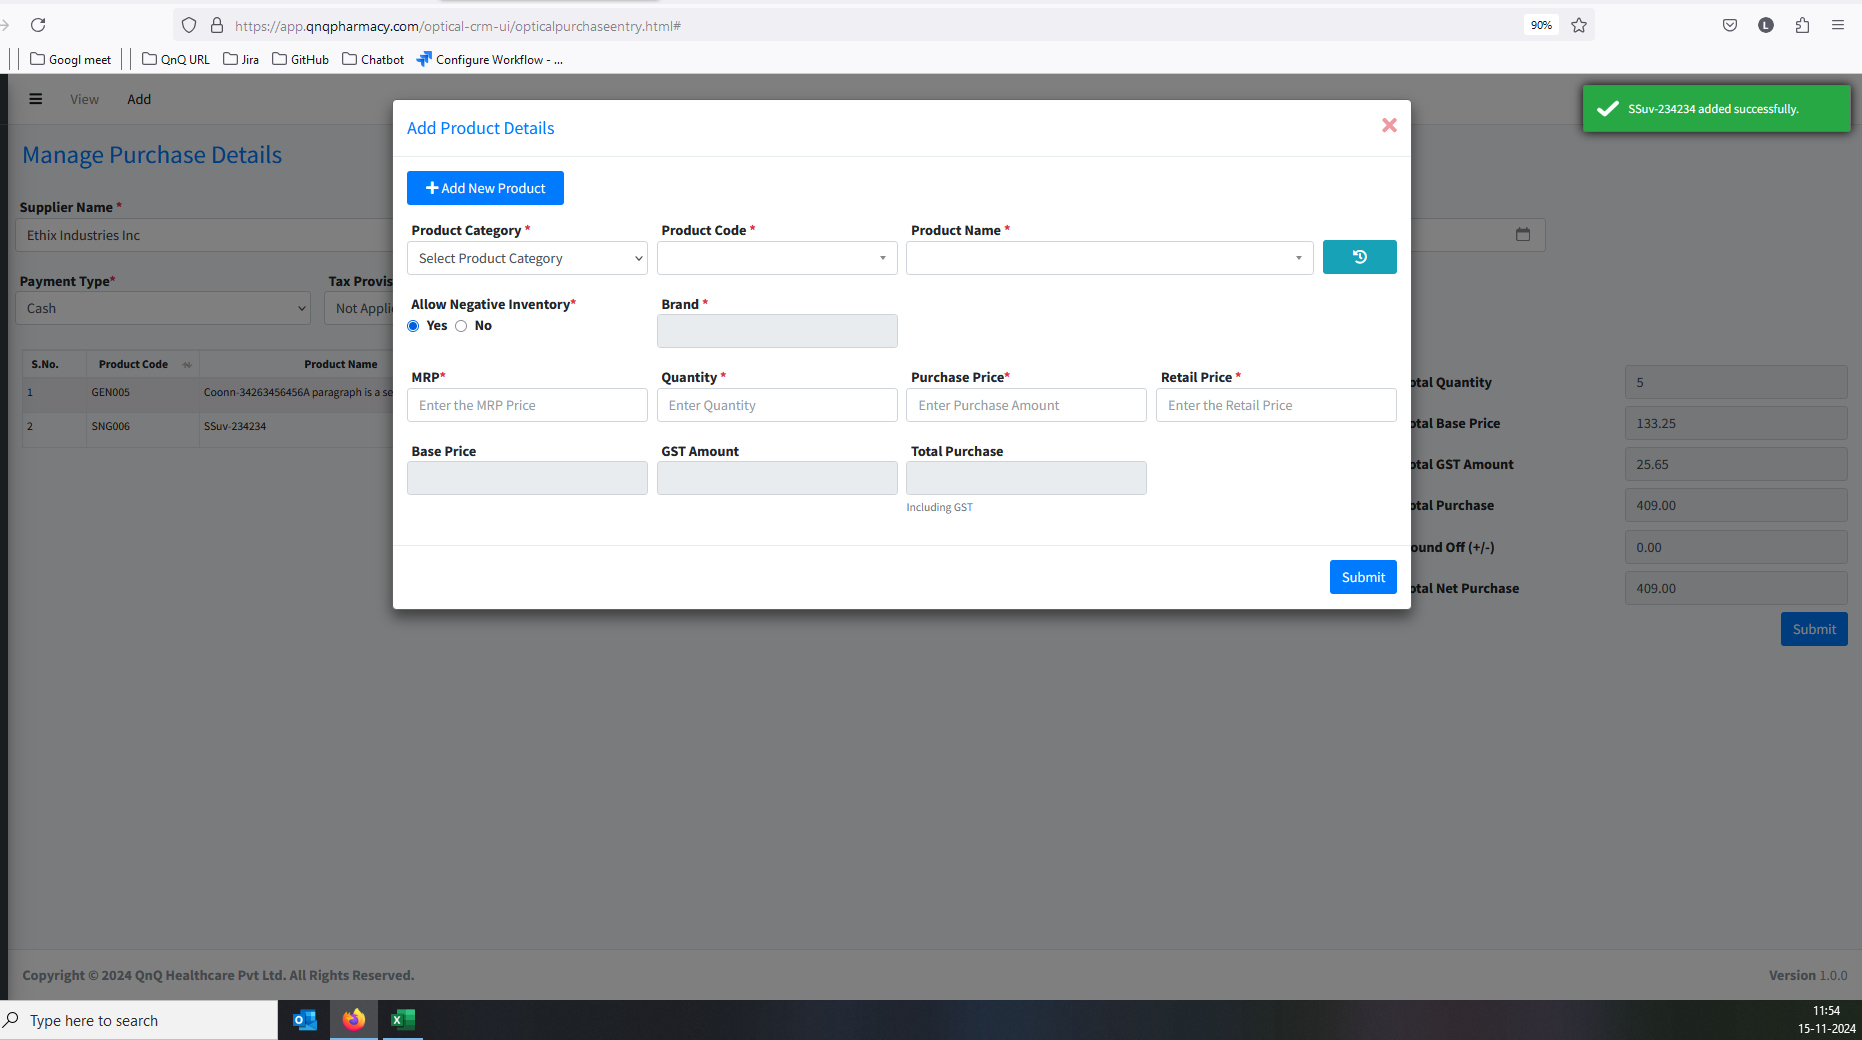 https://app.qnqpharmacy.com/optical-crm-ui/opticalpurchaseentry.html#
90%
L
Googl meet
QnQ URL
Jira
GitHub
Chatbot
Configure Workflow - ...
View
Add
SSuv-234234 added successfully.
Add Product Details
Manage Purchase Details
Add New Product
Supplier Name *
Ethix Industries Inc
Product Category *
Product Code *
Product Name *
Select Product Category
Payment Type*
Tax Provis
Cash
Not Appli
Allow Negative Inventory*
Yes
No
Brand *
S.No.
Product Code
Product Name
1
GEN005
Coonn-34263456456A paragraph is a se
2
SNG006
SSuv-234234
MRP*
Quantity *
Purchase Price*
Retail Price *
Enter the MRP Price
Enter Quantity
Enter Purchase Amount
Enter the Retail Price
Base Price
GST Amount
Total Purchase
Including GST
Submit
otal Quantity
5
otal Base Price
133.25
otal GST Amount
25.65
otal Purchase
409.00
ound Off (+/-)
0.00
otal Net Purchase
409.00
Submit
Copyright © 2024 QnQ Healthcare Pvt Ltd. All Rights Reserved.
Version 1.0.0
Type here to search
11:54
15-11-2024